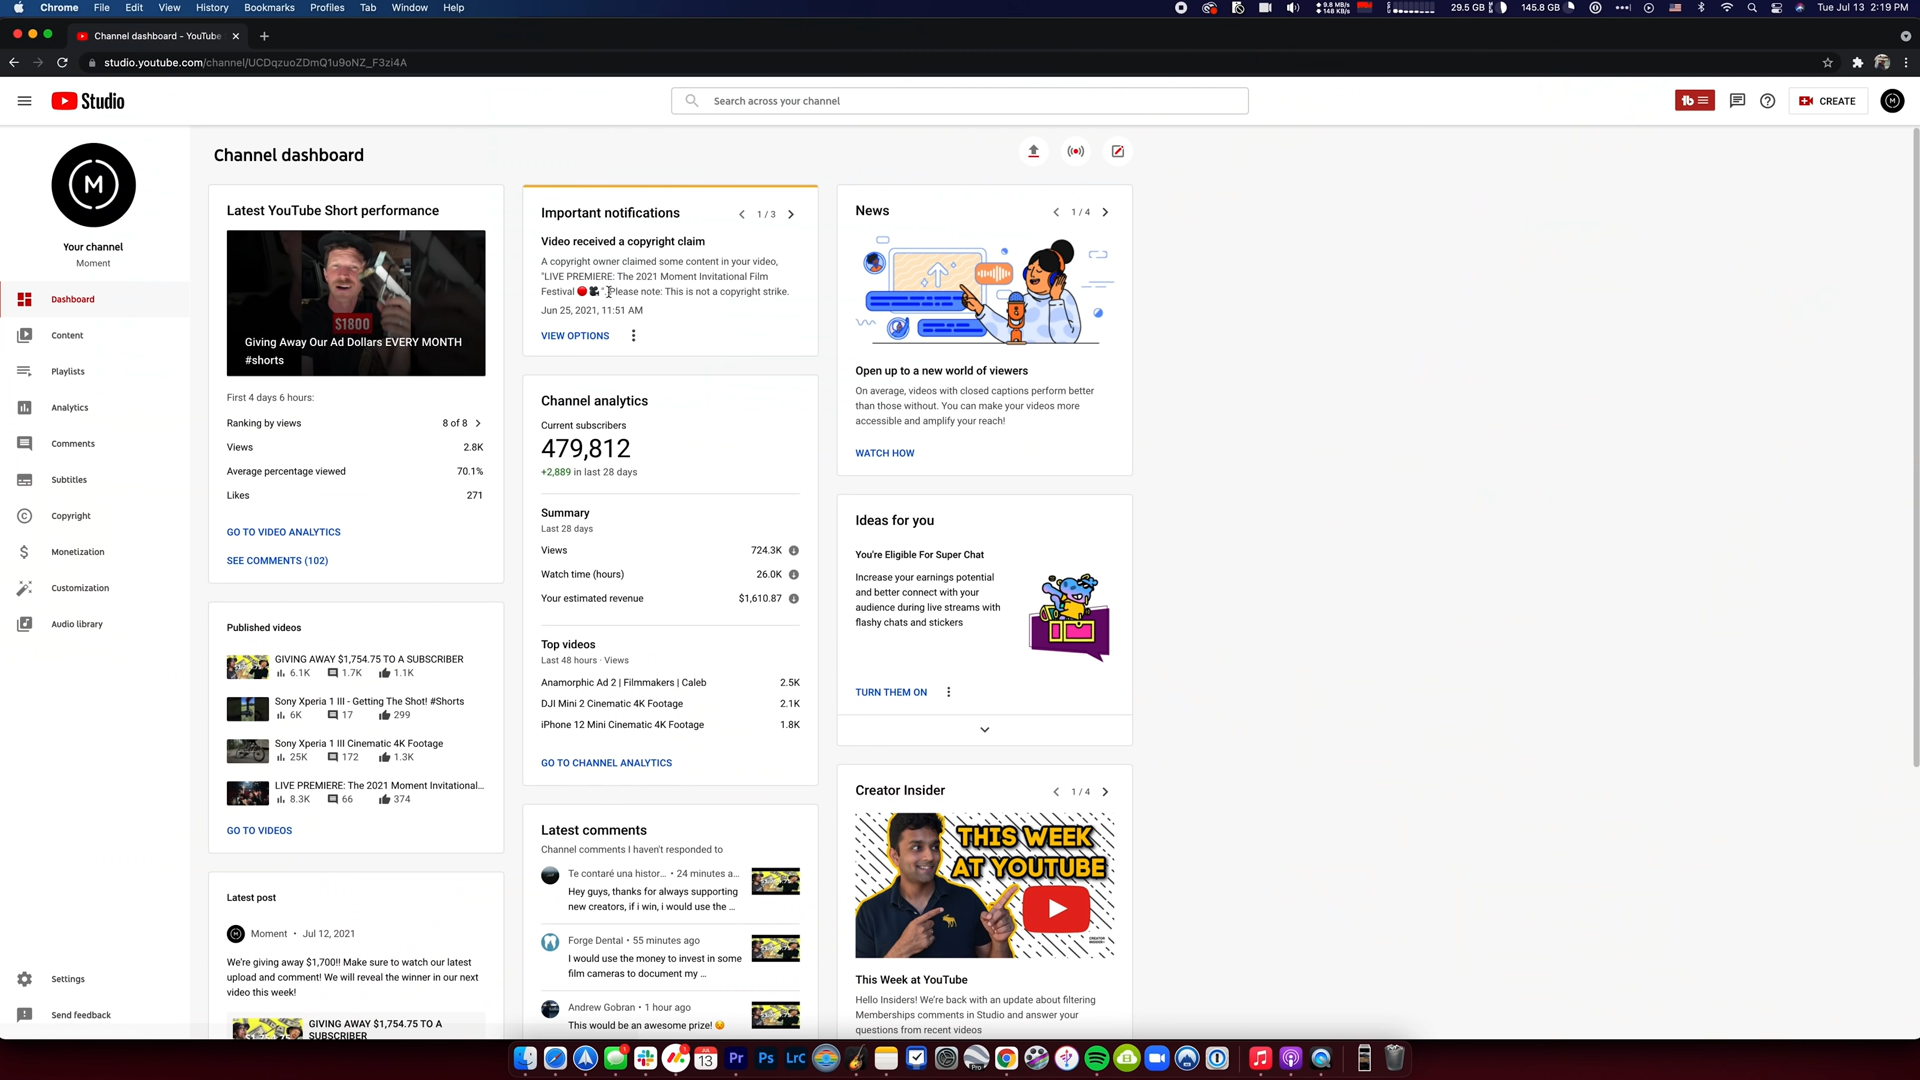 Chrome File Edit View History Bookmarks Profiles Tab Window Help
9.8 MB/s
148 KB/s
29.5 GB 145.8 GB Tue Jul 13 2:19 PM
Channel dashboard - YouTube
studio.youtube.com/channel/UCDqzuoZDmQ1u9oNZ_F3zi4A
Studio
Search across your channel
tb
CREATE
M
Your channel
Moment
Dashboard
Content
Playlists
Analytics
Comments
Subtitles
Copyright
Monetization
Customization
Audio library
Settings
Send feedback
Channel dashboard
Latest YouTube Short performance
$1800
Giving Away Our Ad Dollars EVERY MONTH
#shorts
First 4 days 6 hours:
Ranking by views 8 of 8
Views 2.8K
Average percentage viewed 70.1%
Likes 271
GO TO VIDEO ANALYTICS
SEE COMMENTS (102)
Published videos
GIVING AWAY $1,754.75 TO A SUBSCRIBER
6.1K 1.7K 1.1K
Sony Xperia 1 III - Getting The Shot! #Shorts
6K 17 299
Sony Xperia 1 III Cinematic 4K Footage
25K 172 1.3K
LIVE PREMIERE: The 2021 Moment Invitational...
8.3K 66 374
GO TO VIDEOS
Latest post
Moment • Jul 12, 2021
We're giving away $1,700!! Make sure to watch our latest
upload and comment! We will reveal the winner in our next
video this week!
GIVING AWAY $1,754.75 TO A
SUBSCRIBER
Important notifications 1 / 3
Video received a copyright claim
A copyright owner claimed some content in your video,
"LIVE PREMIERE: The 2021 Moment Invitational Film
Festival 🔴🎥 ". Please note: This is not a copyright strike.
Jun 25, 2021, 11:51 AM
VIEW OPTIONS
Channel analytics
Current subscribers
479,812
+2,889 in last 28 days
Summary
Last 28 days
Views 724.3K
Watch time (hours) 26.0K
Your estimated revenue $1,610.87
Top videos
Last 48 hours · Views
Anamorphic Ad 2 | Filmmakers | Caleb 2.5K
DJI Mini 2 Cinematic 4K Footage 2.1K
iPhone 12 Mini Cinematic 4K Footage 1.8K
GO TO CHANNEL ANALYTICS
Latest comments
Channel comments I haven't responded to
Te contaré una histor... • 24 minutes a...
Hey guys, thanks for always supporting
new creators, if i win, i would use the ...
Forge Dental • 55 minutes ago
I would use the money to invest in some
film cameras to document my ...
Andrew Gobran • 1 hour ago
This would be an awesome prize! 😌
News 1 / 4
Open up to a new world of viewers
On average, videos with closed captions perform better
than those without. You can make your videos more
accessible and amplify your reach!
WATCH HOW
Ideas for you
You're Eligible For Super Chat
Increase your earnings potential
and better connect with your
audience during live streams with
flashy chats and stickers
TURN THEM ON
Creator Insider 1 / 4
THIS WEEK
AT YOUTUBE
CREATOR
INSIDER
This Week at YouTube
Hello Insiders! We're back with an update about filtering
Memberships comments in Studio and answer your
questions from recent videos
JUL
13
Pr Ps LrC
Pro